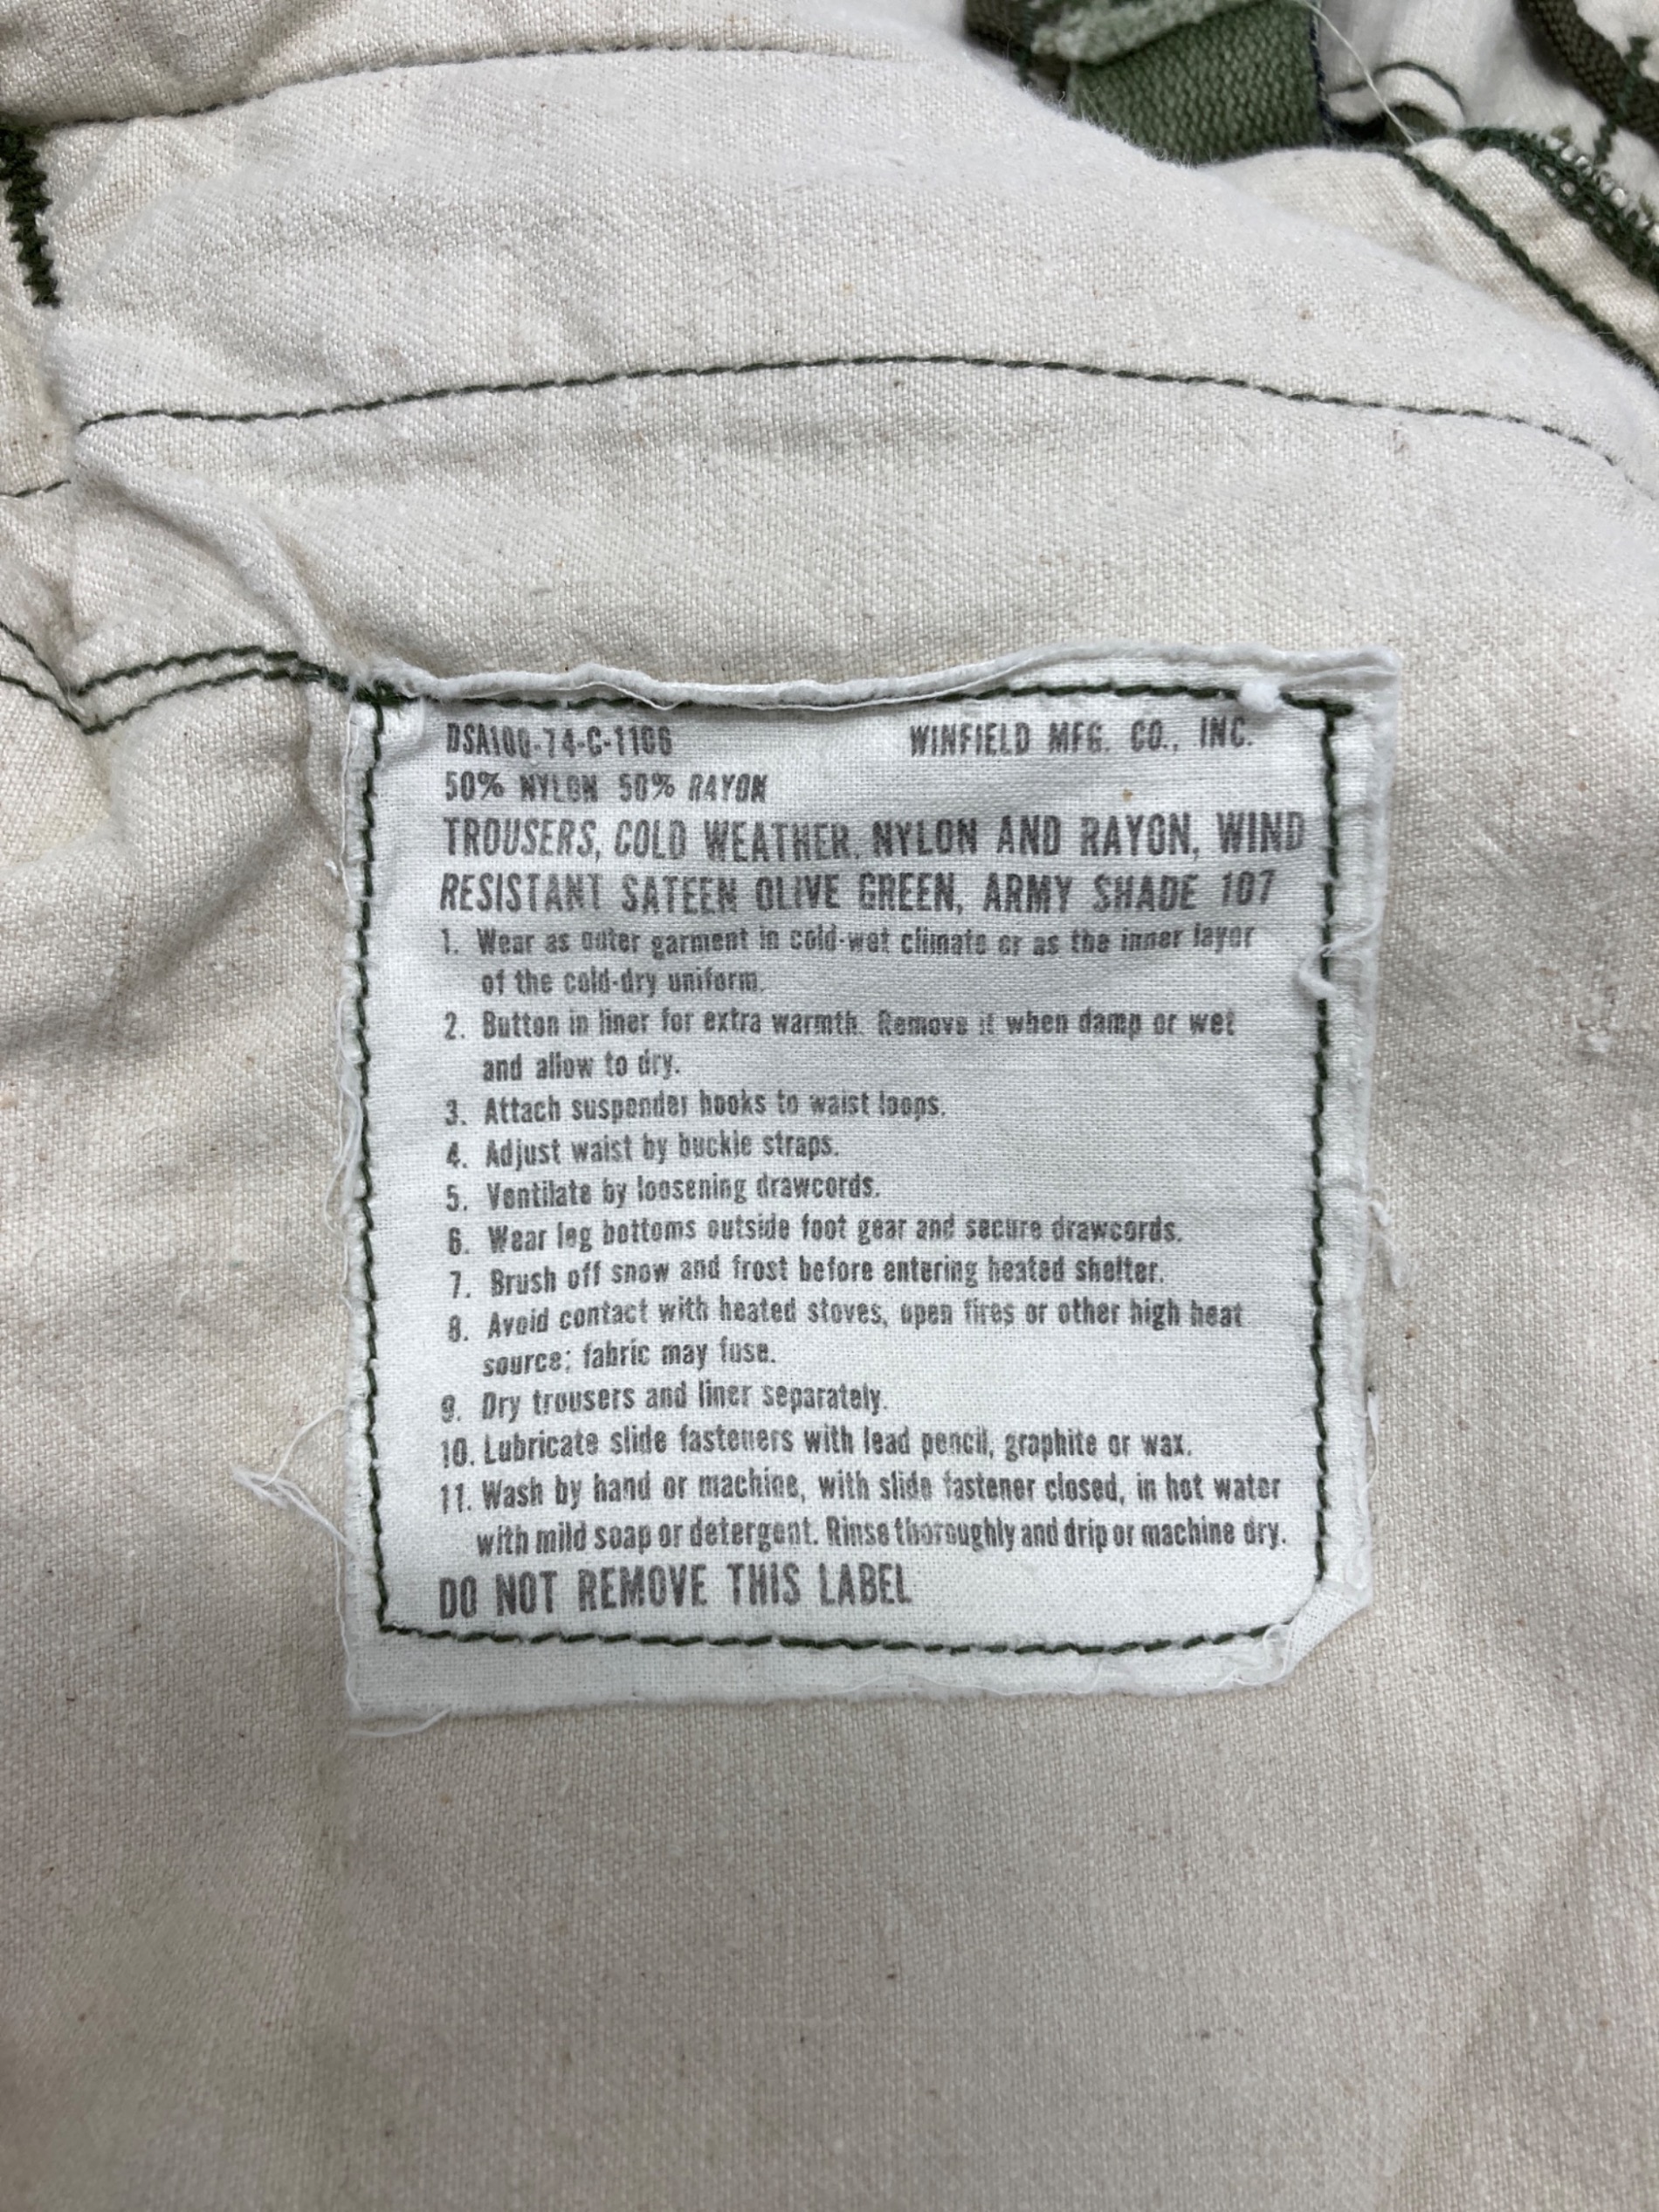 DSA100-74-C-1106 WINFIELD MFG. CO., INC.
50% NYLON 50% RAYON
TROUSERS, COLD WEATHER, NYLON AND RAYON, WIND
RESISTANT SATEEN OLIVE GREEN, ARMY SHADE 107
1. Wear as outer garment in cold-wet climate or as the inner layer
of the cold-dry uniform.
2. Button in liner for extra warmth. Remove it when damp or wet
and allow to dry.
3. Attach suspender hooks to waist loops.
4. Adjust waist by buckle straps.
5. Ventilate by loosening drawcords.
6. Wear leg bottoms outside foot gear and secure drawcords.
7. Brush off snow and frost before entering heated shelter.
8. Avoid contact with heated stoves, open fires or other high heat
source; fabric may fuse.
9. Dry trousers and liner separately.
10. Lubricate slide fasteners with lead pencil, graphite or wax.
11. Wash by hand or machine, with slide fastener closed, in hot water
with mild soap or detergent. Rinse thoroughly and drip or machine dry.
DO NOT REMOVE THIS LABEL